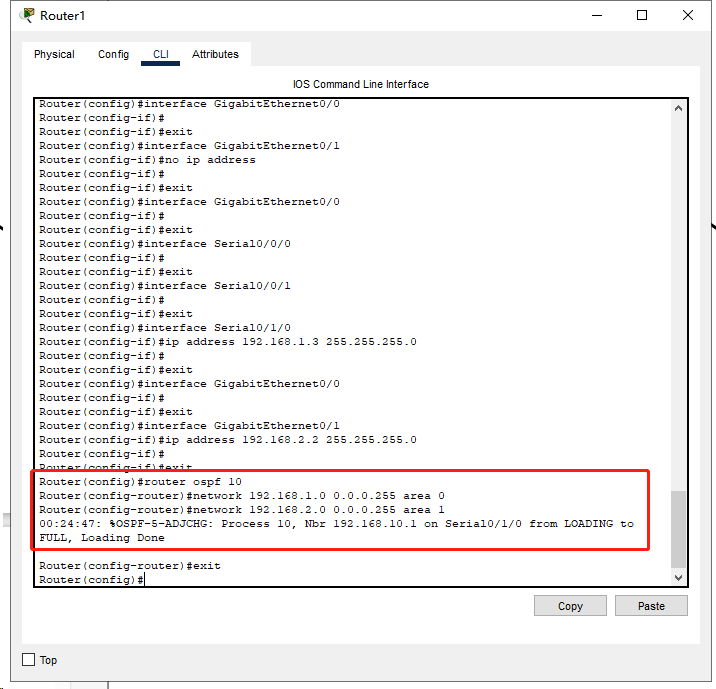 Router1
Physical Config CLI Attributes
IOS Command Line Interface
Router(config)#interface GigabitEthernet0/0
Router(config-if)#
Router(config-if)#exit
Router(config)#interface GigabitEthernet0/1
Router(config-if)#no ip address
Router(config-if)#
Router(config-if)#exit
Router(config)#interface GigabitEthernet0/0
Router(config-if)#
Router(config-if)#exit
Router(config)#interface Serial0/0/0
Router(config-if)#
Router(config-if)#exit
Router(config)#interface Serial0/0/1
Router(config-if)#
Router(config-if)#exit
Router(config)#interface Serial0/1/0
Router(config-if)#ip address 192.168.1.3 255.255.255.0
Router(config-if)#
Router(config-if)#exit
Router(config)#interface GigabitEthernet0/0
Router(config-if)#
Router(config-if)#exit
Router(config)#interface GigabitEthernet0/1
Router(config-if)#ip address 192.168.2.2 255.255.255.0
Router(config-if)#
Router(config-if)#exit
Router(config)#router ospf 10
Router(config-router)#network 192.168.1.0 0.0.0.255 area 0
Router(config-router)#network 192.168.2.0 0.0.0.255 area 1
00:24:47: %OSPF-5-ADJCHG: Process 10, Nbr 192.168.10.1 on Serial0/1/0 from LOADING to
FULL, Loading Done
Router(config-router)#exit
Router(config)#
Copy Paste
Top